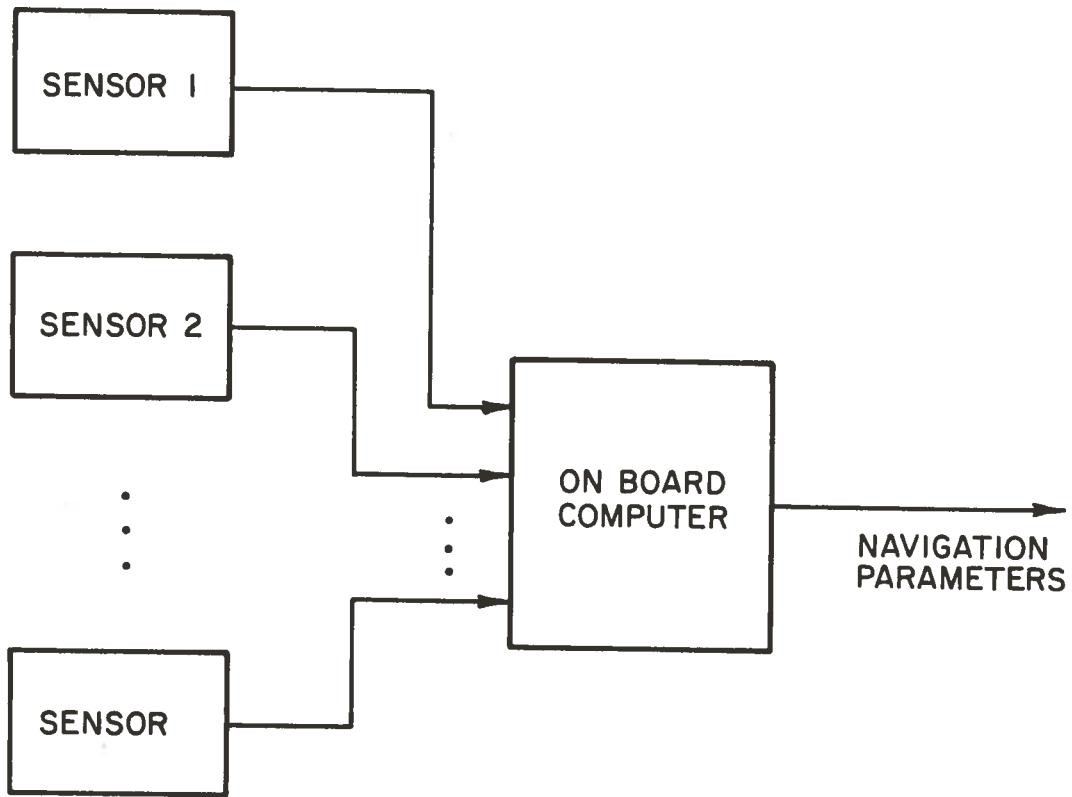 SENSOR 1
SENSOR 2
ON BOARD
COMPUTER
NAVIGATION
PARAMETERS
SENSOR